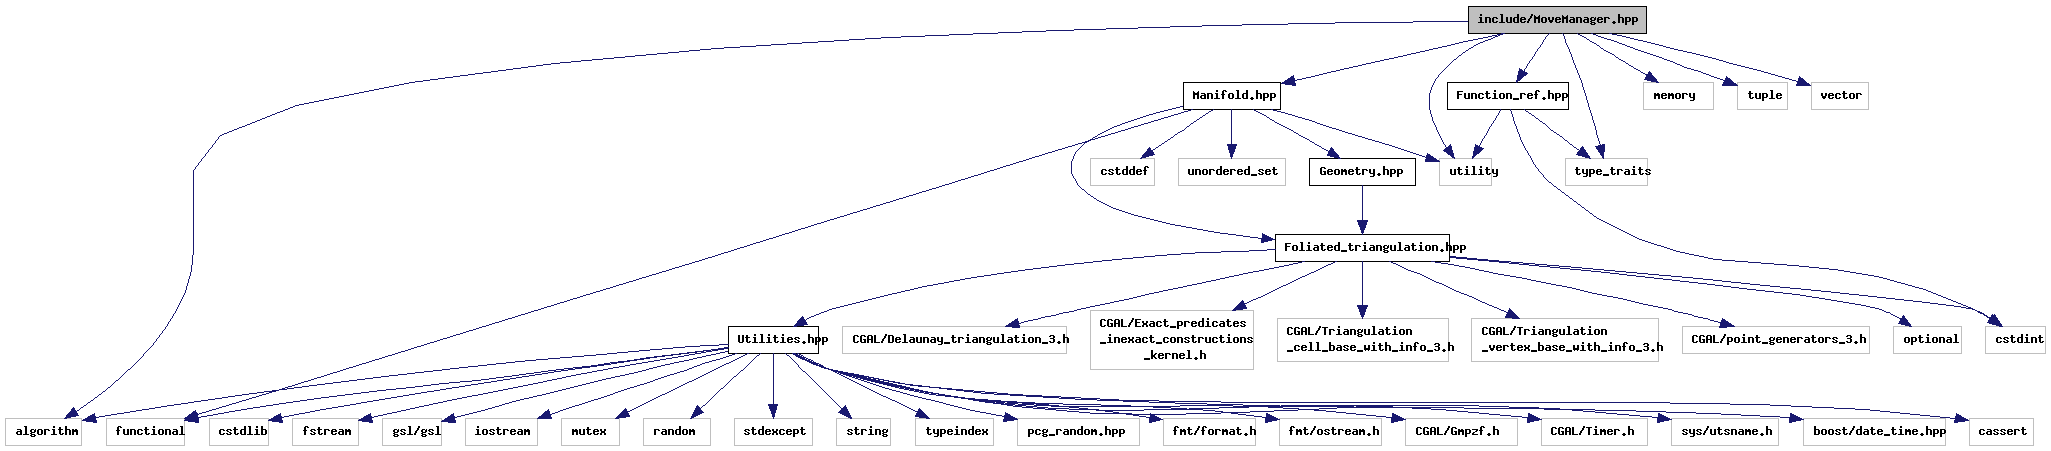 include/MoveManager.hpp
Manifold.hpp
Function_ref.hpp
memory
tuple
vector
cstddef
unordered_set
Geometry.hpp
utility
type_traits
Foliated_triangulation.hpp
Utilities.hpp
CGAL/Delaunay_triangulation_3.h
CGAL/Exact_predicates
_inexact_constructions
_kernel.h
CGAL/Triangulation
_cell_base_with_info_3.h
CGAL/Triangulation
_vertex_base_with_info_3.h
CGAL/point_generators_3.h
optional
cstdint
algorithm
functional
cstdlib
fstream
gsl/gsl
iostream
mutex
random
stdexcept
string
typeindex
pcg_random.hpp
fmt/format.h
fmt/ostream.h
CGAL/Gmpzf.h
CGAL/Timer.h
sys/utsname.h
boost/date_time.hpp
cassert